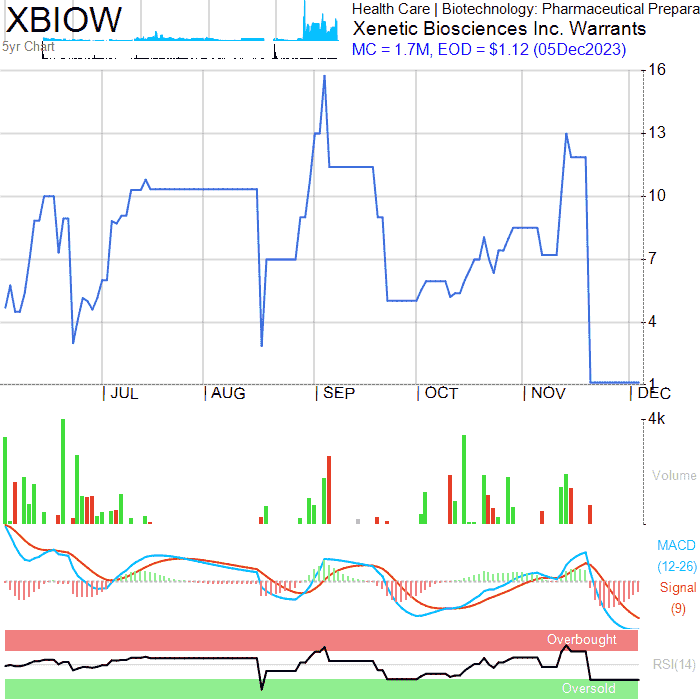 XBIOW
5yr Chart
Health Care | Biotechnology: Pharmaceutical Prepara
Xenetic Biosciences Inc. Warrants
MC = 1.7M, EOD = $1.12 (05Dec2023)
16
13
10
7
4
1
| JUL | AUG | SEP | OCT | NOV | DEC
4k
Volume
MACD
(12-26)
Signal
(9)
Overbought
RSI(14)
Oversold